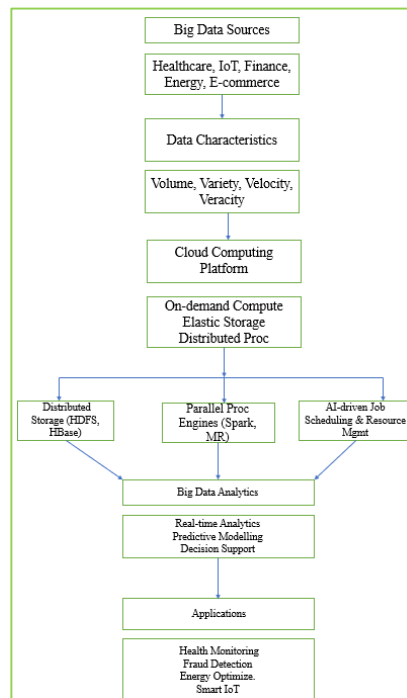 Big Data Sources
Healthcare, IoT, Finance,
Energy, E-commerce
Data Characteristics
Volume, Variety, Velocity,
Veracity
Cloud Computing
Platform
On-demand Compute
Elastic Storage
Distributed Proc
Distributed
Storage (HDFS,
HBase)
Parallel Proc
Engines (Spark,
MR)
AI-driven Job
Scheduling & Resource
Mgmt
Big Data Analytics
Real-time Analytics
Predictive Modelling
Decision Support
Applications
Health Monitoring
Fraud Detection
Energy Optimize.
Smart IoT